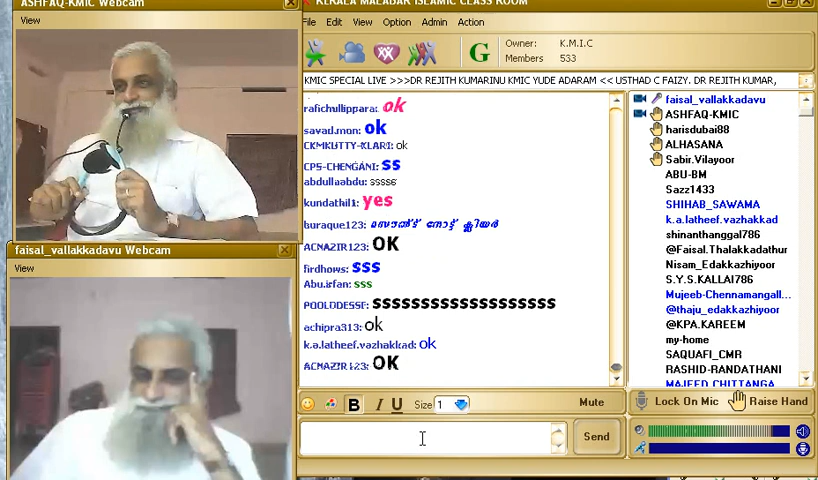 ASHFAQ-KMIC Webcam
View
faisal_vallakkadavu Webcam
View
KERALA MALABAR ISLAMIC CLASS ROOM
File Edit View Option Admin Action
G
Owner: K.M.I.C
Members 533
KMIC SPECIAL LIVE >>>DR REJITH KUMARINU KMIC YUDE ADARAM << USTHAD C FAIZY. DR REJITH KUMAR,
rafichullippara: ok
savad.mon: ok
CKMKUTTY-KLARI: ok
CPS-CHENGANI: ss
abdullabdu: sssss
kundathil1: yes
buraque123: സൌണ്ട് നോട്ട് ക്ലിയർ
ACNAZIR123: OK
firdhows: sss
Abu.irfan: sss
POOLODESSE: sssssssssssssssssss
achipra313: ok
k.a.latheef.vazhakkad: ok
ACNAZIR123: OK
faisal_vallakkadavu
ASHFAQ-KMIC
harisdubai88
ALHASANA
Sabir.Vilayoor
ABU-BM
Sazz1433
SHIHAB_SAWAMA
k.a.latheef.vazhakkad
shinanthanggal786
@Faisal.Thalakkadathur
Nisam_Edakkazhiyoor
S.Y.S.KALLAI786
Mujeeb-Chennamangall...
@thaju_edakkazhiyoor
@KPA.KAREEM
my-home
SAQUAFI_CMR
RASHID-RANDATHANI
MAJEED CHITTANGA
B I U Size 1 Mute
Lock On Mic Raise Hand
Send